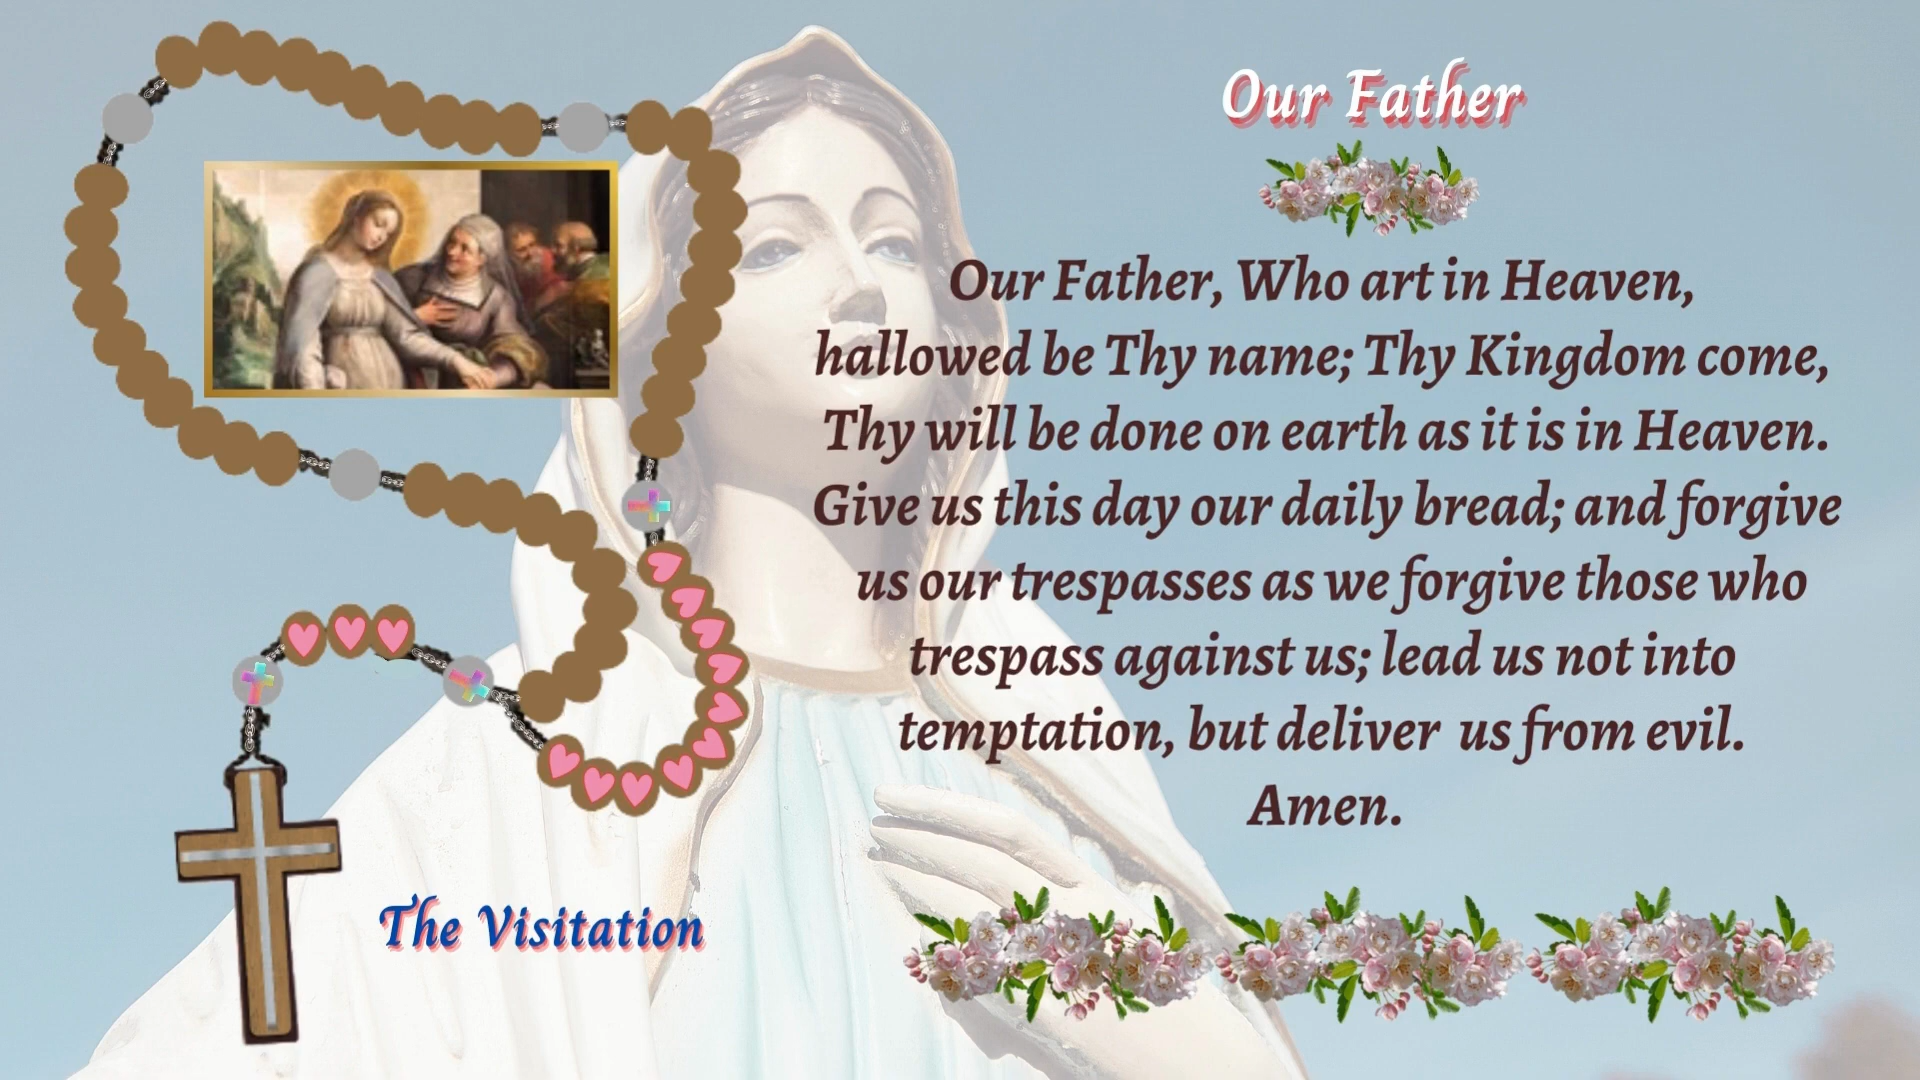 Our Father
Our Father, Who art in Heaven,
hallowed be Thy name; Thy Kingdom come,
Thy will be done on earth as it is in Heaven.
Give us this day our daily bread; and forgive
us our trespasses as we forgive those who
trespass against us; lead us not into
temptation, but deliver us from evil.
Amen.
The Visitation